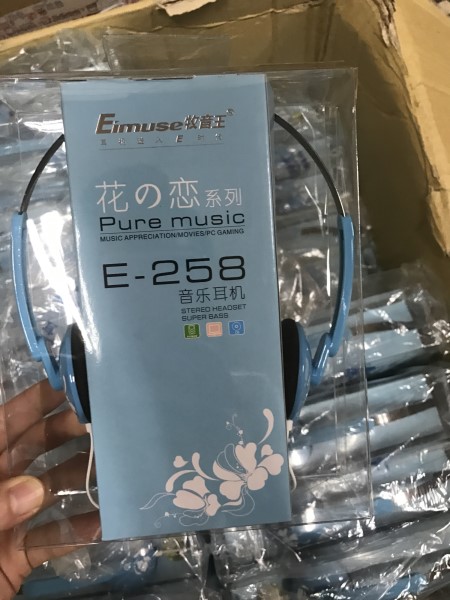 Eimuse牧音王
花の恋系列
Pure music
MUSIC APPRECIATION/MOVIES/PC GAMING
E-258
音乐耳机
STEREO HEADSET
SUPER BASS